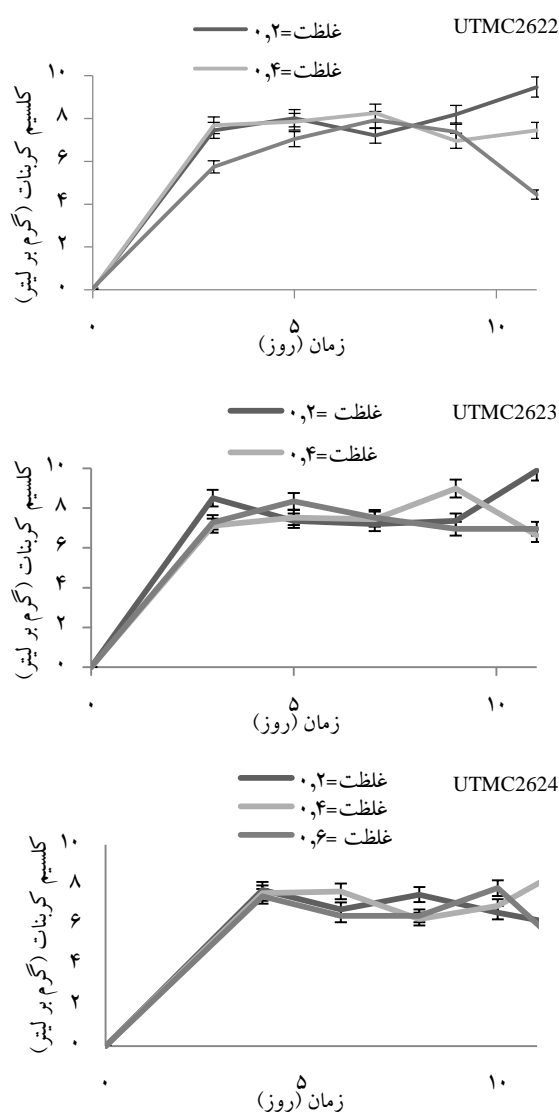 غلظت=۰,۲
UTMC2622
غلظت=۰,۴
کلسیم کربنات (گرم بر لیتر)
۱۰
۸
۶
۴
۲
۰
۰
۵
۱۰
زمان (روز)
غلظت =۰,۲
UTMC2623
غلظت=۰,۴
کلسیم کربنات (گرم بر لیتر)
۱۰
۸
۶
۴
۲
۰
۰
۵
۱۰
زمان (روز)
غلظت=۰,۲
UTMC2624
غلظت=۰,۴
غلظت =۰,۶
کلسیم کربنات (گرم بر لیتر)
۱۰
۸
۶
۴
۲
۰
۰
۵
۱۰
زمان (روز)